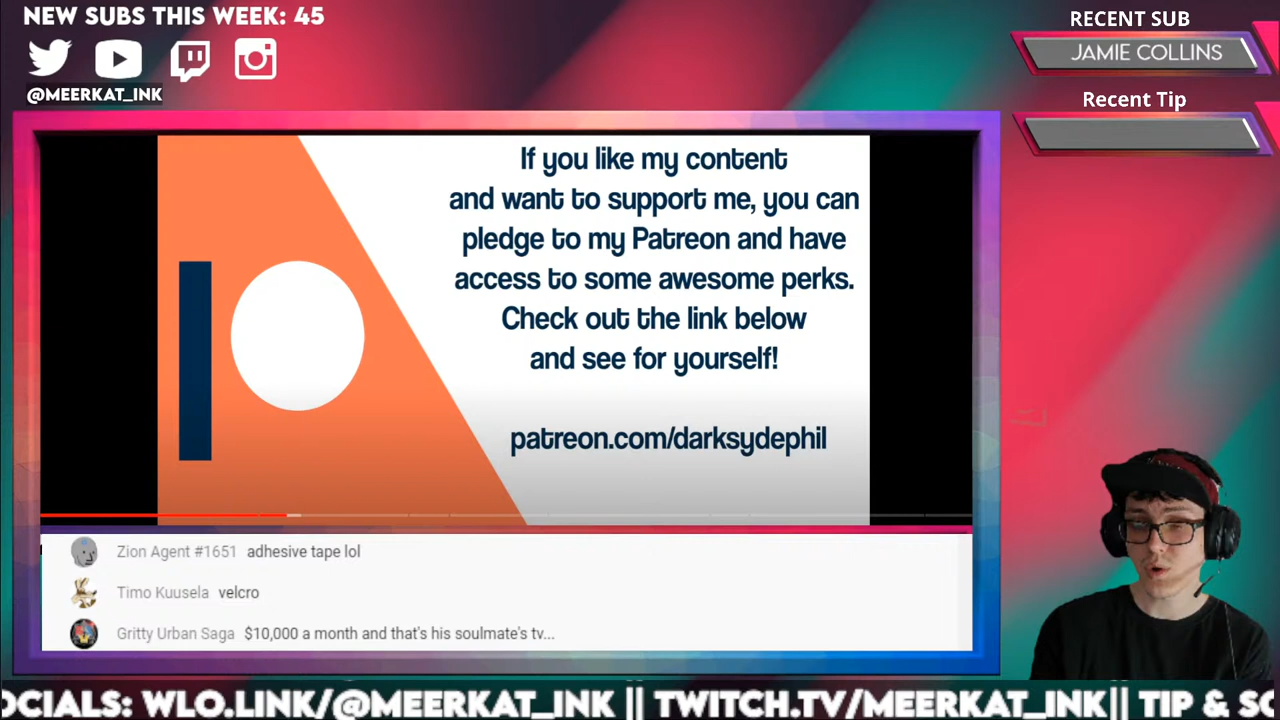 NEW SUBS THIS WEEK: 45
@MEERKAT_INK
RECENT SUB
JAMIE COLLINS
Recent Tip
If you like my content
and want to support me, you can
pledge to my Patreon and have
access to some awesome perks.
Check out the link below
and see for yourself!
patreon.com/darksydephil
Zion Agent #1651 adhesive tape lol
Timo Kuusela velcro
Gritty Urban Saga $10,000 a month and that's his soulmate's tv...
OCIALS: WLO.LINK/@MEERKAT_INK || TWITCH.TV/MEERKAT_INK|| TIP & SO